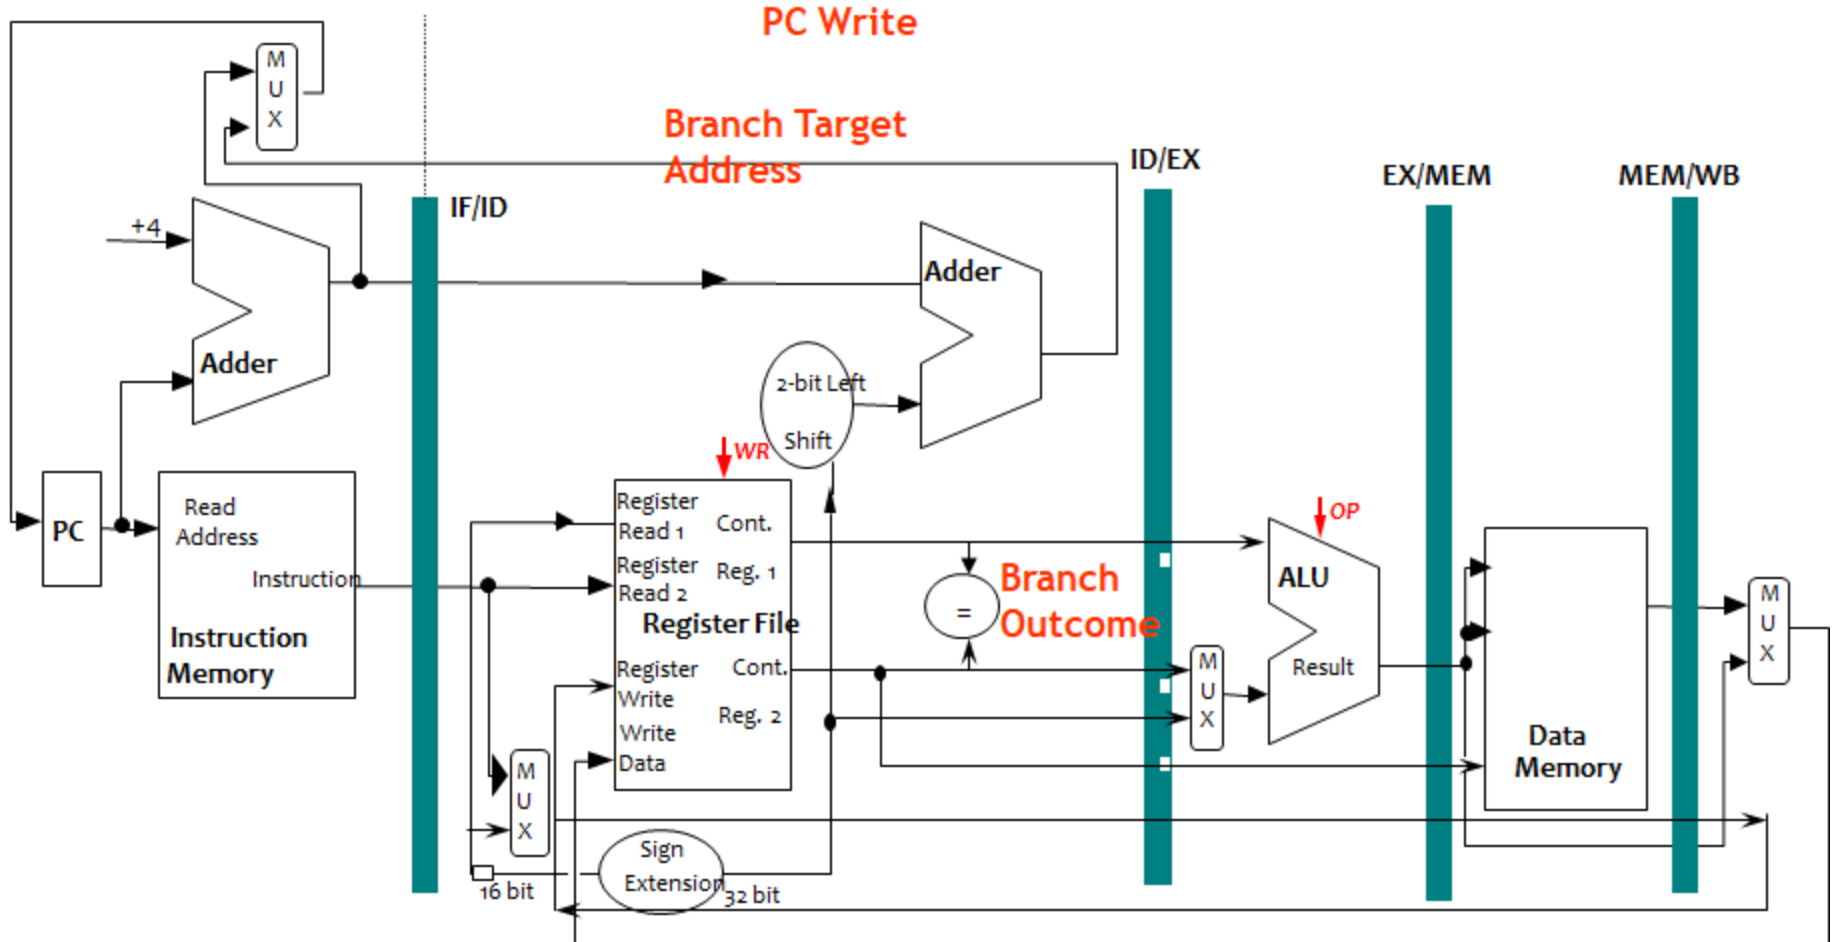 PC Write
M
U
X
Branch Target
Address
ID/EX
EX/MEM
MEM/WB
IF/ID
+4
Adder
Adder
2-bit Left
Shift
WR
PC
Read
Address
Instruction
Instruction
Memory
Register
Read 1
Cont.
Register
Read 2
Reg. 1
Register File
Register
Write
Cont.
Reg. 2
Write
Data
=
Branch
Outcome
OP
ALU
Result
M
U
X
Data
Memory
M
U
X
M
U
X
16 bit
Sign
Extension
32 bit